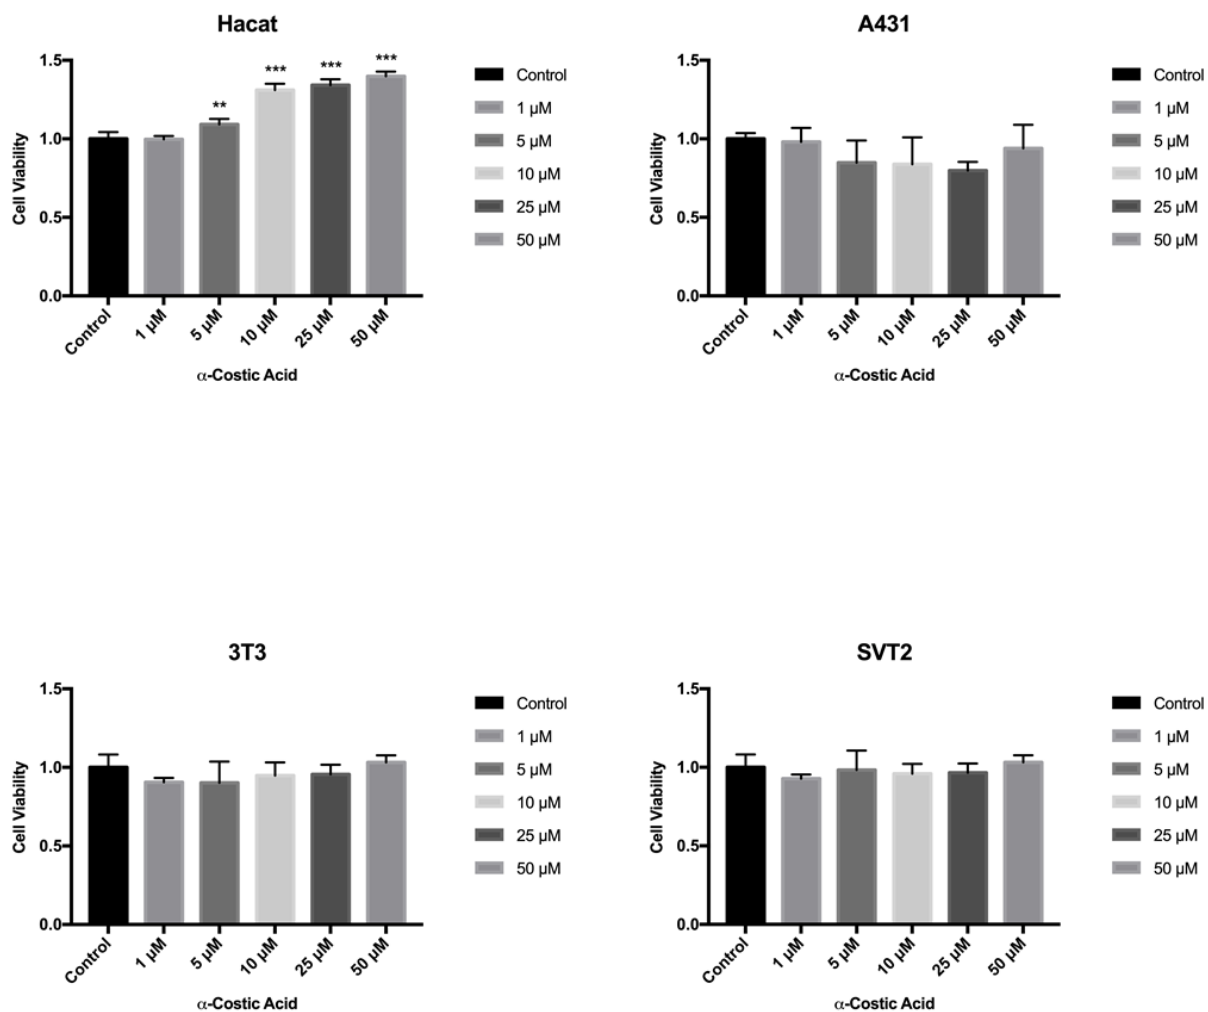 Hacat
1.5
1.0
0.5
0.0
Cell Viability
**
***
***
***
Control
1 µM
5 µM
10 µM
25 µM
50 µM
α-Costic Acid
Control
1 µM
5 µM
10 µM
25 µM
50 µM
A431
1.5
1.0
0.5
0.0
Cell Viability
Control
1 µM
5 µM
10 µM
25 µM
50 µM
α-Costic Acid
Control
1 µM
5 µM
10 µM
25 µM
50 µM
3T3
1.5
1.0
0.5
0.0
Cell Viability
Control
1 µM
5 µM
10 µM
25 µM
50 µM
α-Costic Acid
Control
1 µM
5 µM
10 µM
25 µM
50 µM
SVT2
1.5
1.0
0.5
0.0
Cell Viability
Control
1 µM
5 µM
10 µM
25 µM
50 µM
α-Costic Acid
Control
1 µM
5 µM
10 µM
25 µM
50 µM